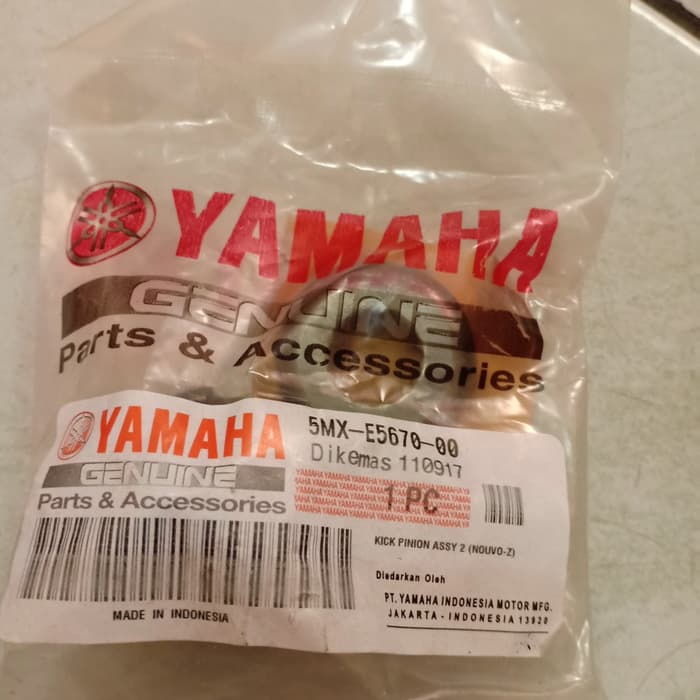 YAMAHA
GENUINE
Parts & Accessories
YAMAHA
GENUINE
Parts & Accessories
MADE IN INDONESIA
5MX-E5670-00
Dikemas 110917
1 PC
KICK PINION ASSY 2 (NOUVO-Z)
Diedarkan Oleh
PT. YAMAHA INDONESIA MOTOR MFG.
JAKARTA - INDONESIA 13920